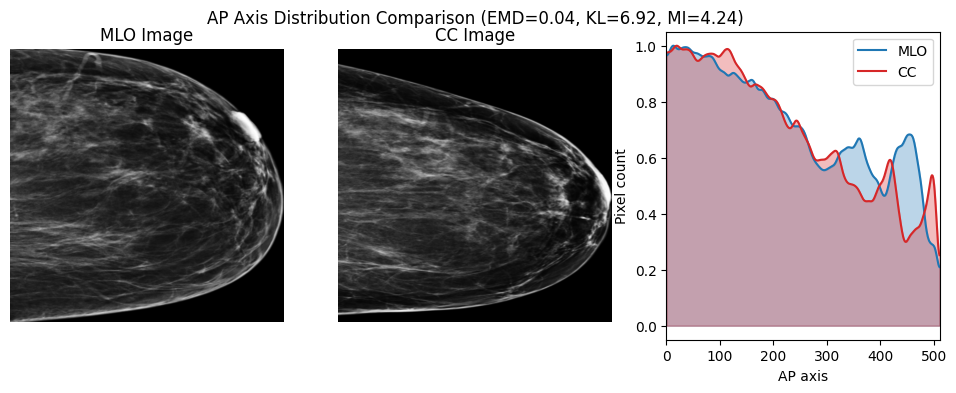 AP Axis Distribution Comparison (EMD=0.04, KL=6.92, MI=4.24)
MLO Image
CC Image
MLO
CC
Pixel count
1.0
0.8
0.6
0.4
0.2
0.0
0 100 200 300 400 500
AP axis